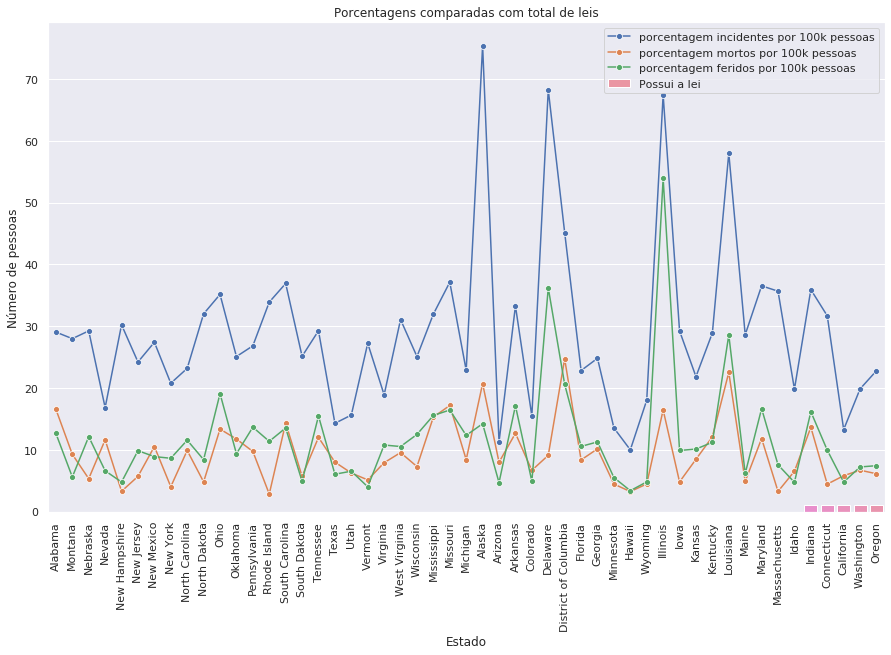 Porcentagens comparadas com total de leis
porcentagem incidentes por 100k pessoas
porcentagem mortos por 100k pessoas
porcentagem feridos por 100k pessoas
Possui a lei
Número de pessoas
70
60
50
40
30
20
10
0
Alabama
Montana
Nebraska
Nevada
New Hampshire
New Jersey
New Mexico
New York
North Carolina
North Dakota
Ohio
Oklahoma
Pennsylvania
Rhode Island
South Carolina
South Dakota
Tennessee
Texas
Utah
Vermont
Virginia
West Virginia
Wisconsin
Mississippi
Missouri
Michigan
Alaska
Arizona
Arkansas
Colorado
Delaware
District of Columbia
Florida
Georgia
Minnesota
Hawaii
Wyoming
Illinois
Iowa
Kansas
Kentucky
Louisiana
Maine
Maryland
Massachusetts
Idaho
Indiana
Connecticut
California
Washington
Oregon
Estado